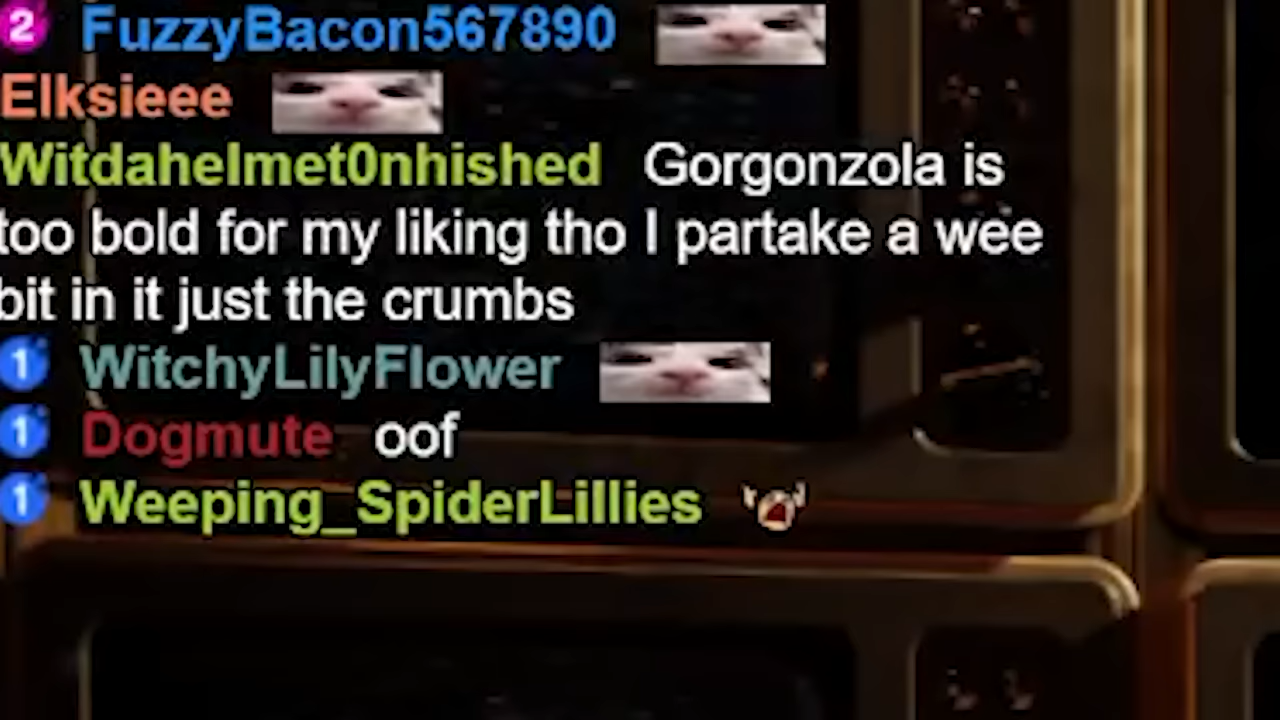 2 FuzzyBacon567890
Elksieee
Witdahelmet0nhished Gorgonzola is
too bold for my liking tho I partake a wee
bit in it just the crumbs
1 WitchyLilyFlower
1 Dogmute oof
1 Weeping_SpiderLillies